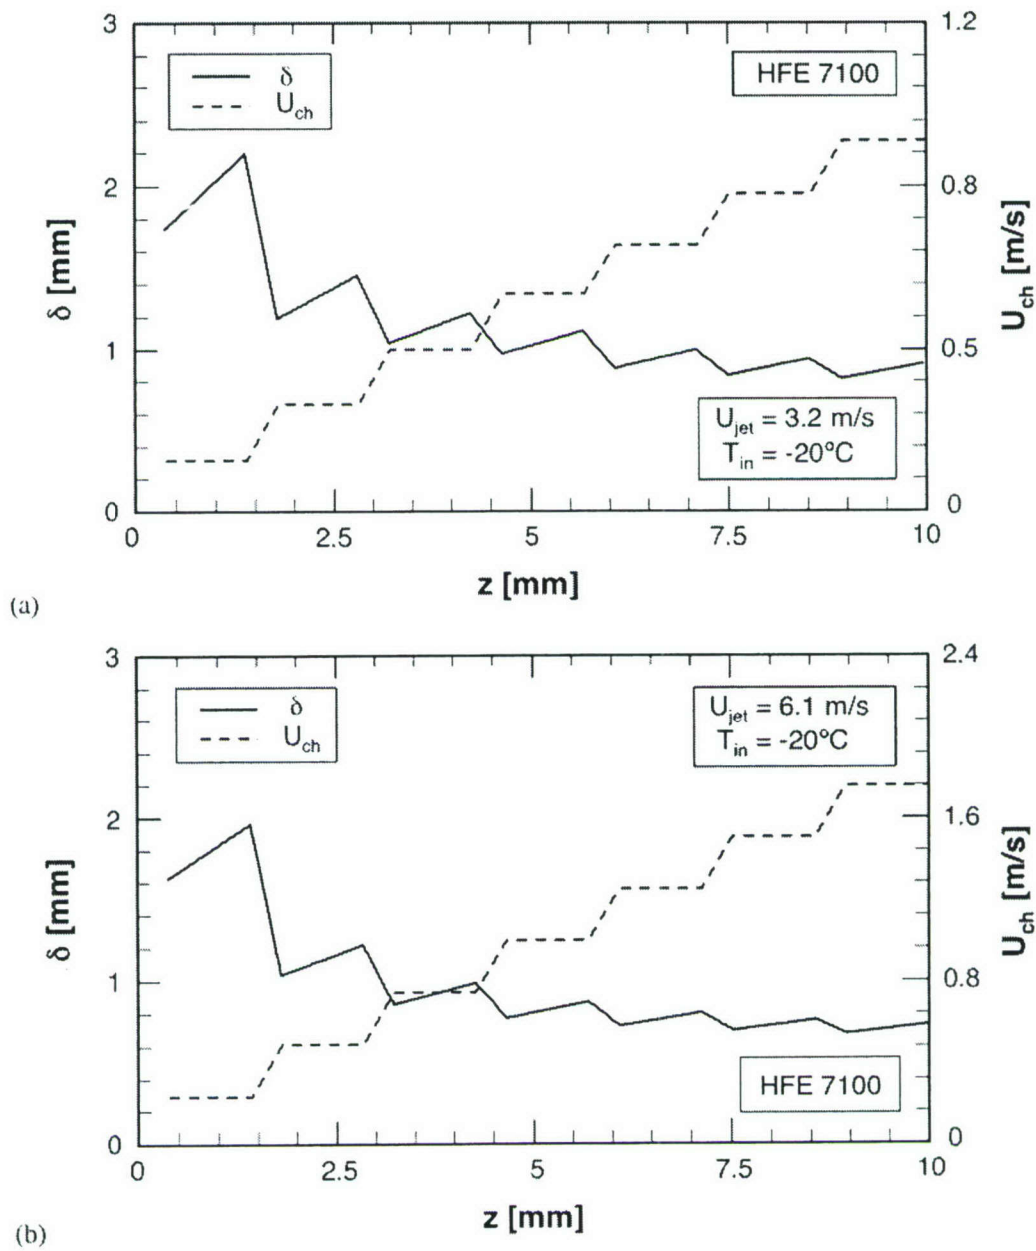 3
1.2
δ
U_ch
HFE 7100
2
0.8
δ [mm]
U_ch [m/s]
1
0.5
U_jet = 3.2 m/s
T_in = -20°C
0
0
0
2.5
5
7.5
10
z [mm]
(a)
3
2.4
δ
U_ch
U_jet = 6.1 m/s
T_in = -20°C
2
1.6
δ [mm]
U_ch [m/s]
1
0.8
HFE 7100
0
0
0
2.5
5
7.5
10
z [mm]
(b)